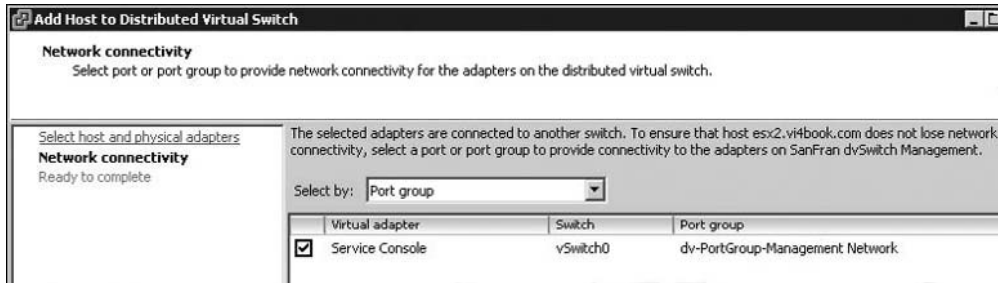 Add Host to Distributed Virtual Switch
Network connectivity
Select port or port group to provide network connectivity for the adapters on the distributed virtual switch.
Select host and physical adapters
Network connectivity
Ready to complete
The selected adapters are connected to another switch. To ensure that host esx2.vi4book.com does not lose network
connectivity, select a port or port group to provide connectivity to the adapters on SanFran dvSwitch Management.
Select by: Port group
Virtual adapter Switch Port group
Service Console vSwitch0 dv-PortGroup-Management Network